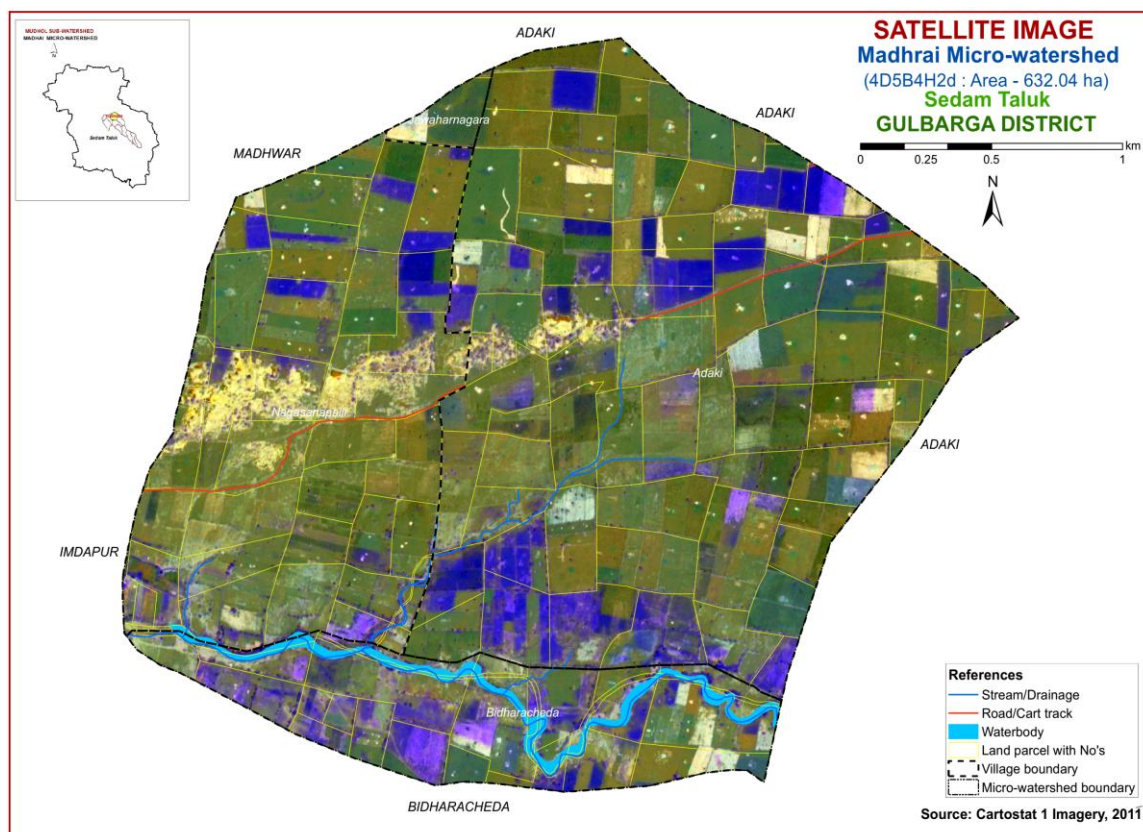 MUDHOL SUB-WATERSHED
MADHAI MICRO-WATERSHED
N
Sedam Taluk
SATELLITE IMAGE
Madhrai Micro-watershed
(4D5B4H2d : Area - 632.04 ha)
Sedam Taluk
GULBARGA DISTRICT
km
0 0.25 0.5 1
N
ADAKI
ADAKI
MADHWAR
Jawaharnagara
Adaki
Nagasanapalli
ADAKI
IMDAPUR
Bidharacheda
BIDHARACHEDA
References
Stream/Drainage
Road/Cart track
Waterbody
Land parcel with No's
Village boundary
Micro-watershed boundary
Source: Cartostat 1 Imagery, 2011